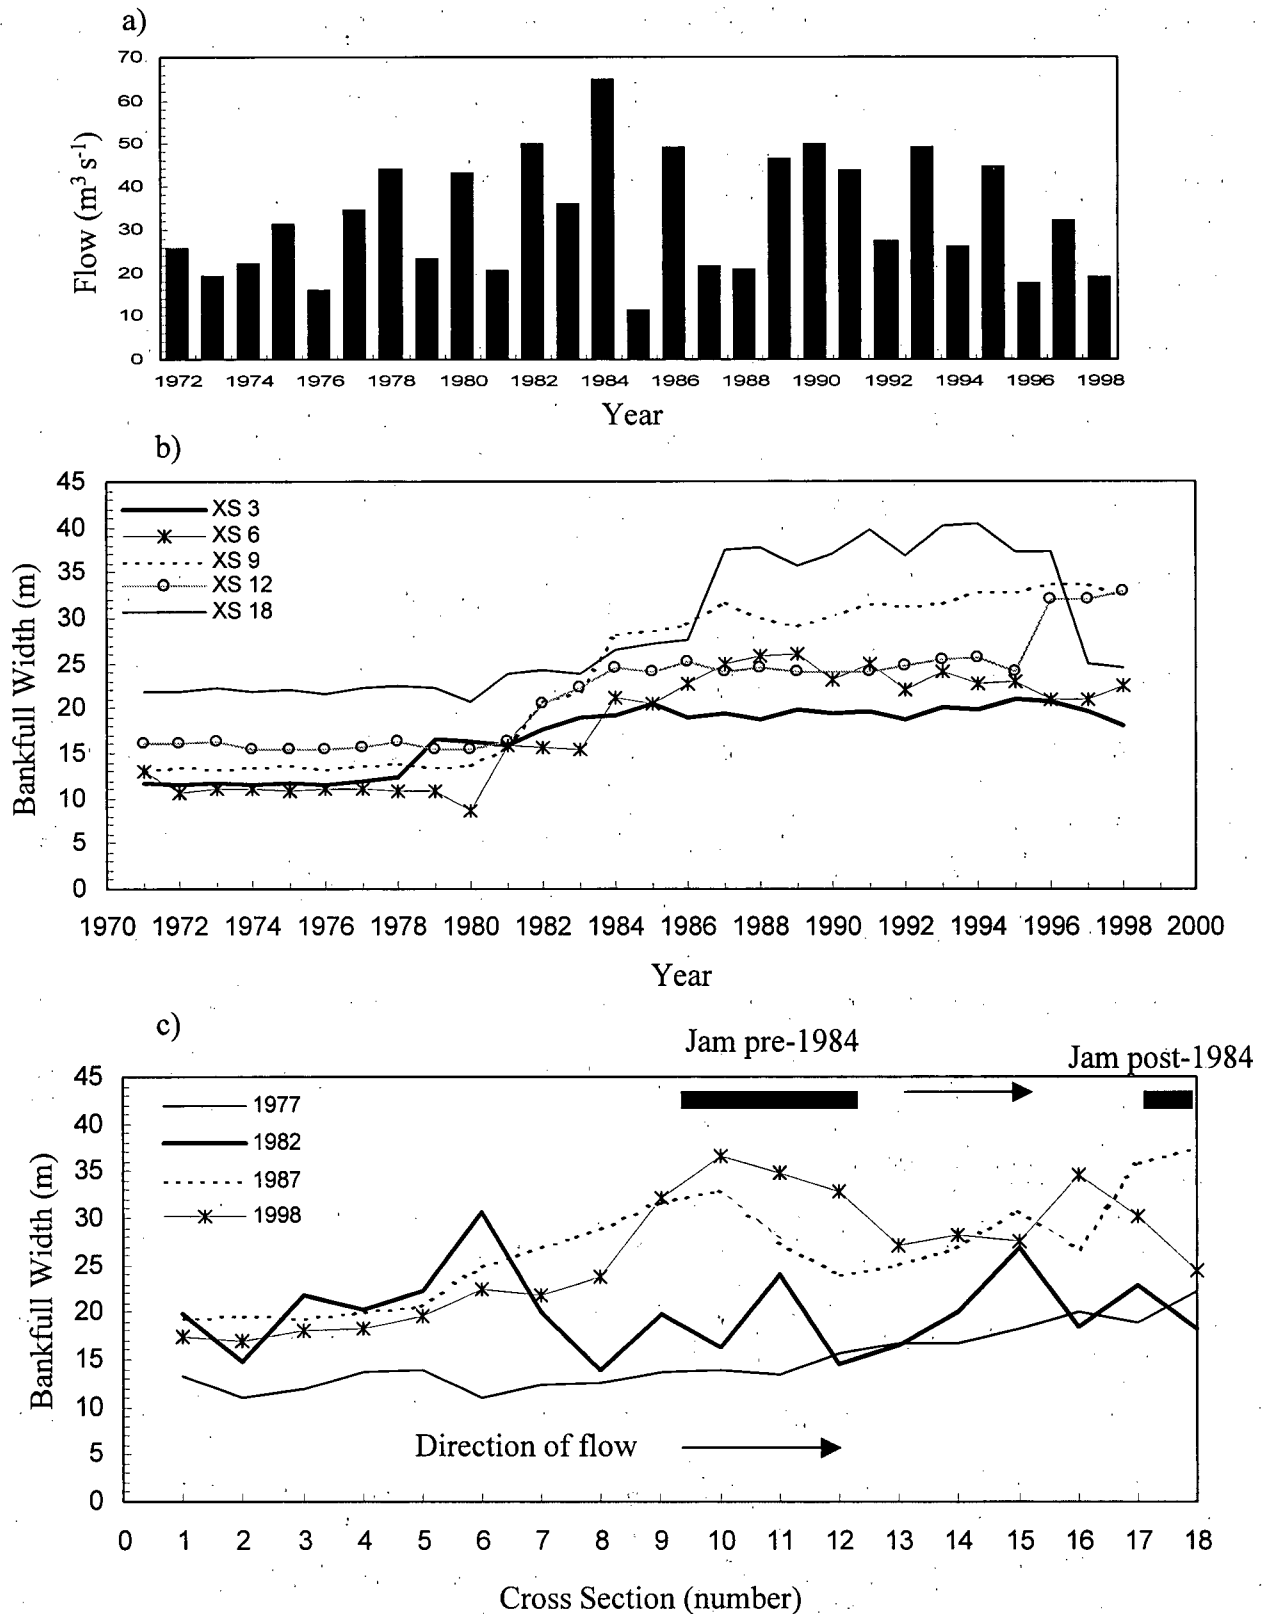 a)
70
60
50
40
30
20
10
0
Flow (m³ s⁻¹)
1972 1974 1976 1978 1980 1982 1984 1986 1988 1990 1992 1994 1996 1998
Year
b)
45
40
35
30
25
20
15
10
5
0
Bankfull Width (m)
XS 3
XS 6
XS 9
XS 12
XS 18
1970 1972 1974 1976 1978 1980 1982 1984 1986 1988 1990 1992 1994 1996 1998 2000
Year
c)
Jam pre-1984
Jam post-1984
45
40
35
30
25
20
15
10
5
0
Bankfull Width (m)
1977
1982
1987
1998
Direction of flow
0 1 2 3 4 5 6 7 8 9 10 11 12 13 14 15 16 17 18
Cross Section (number)